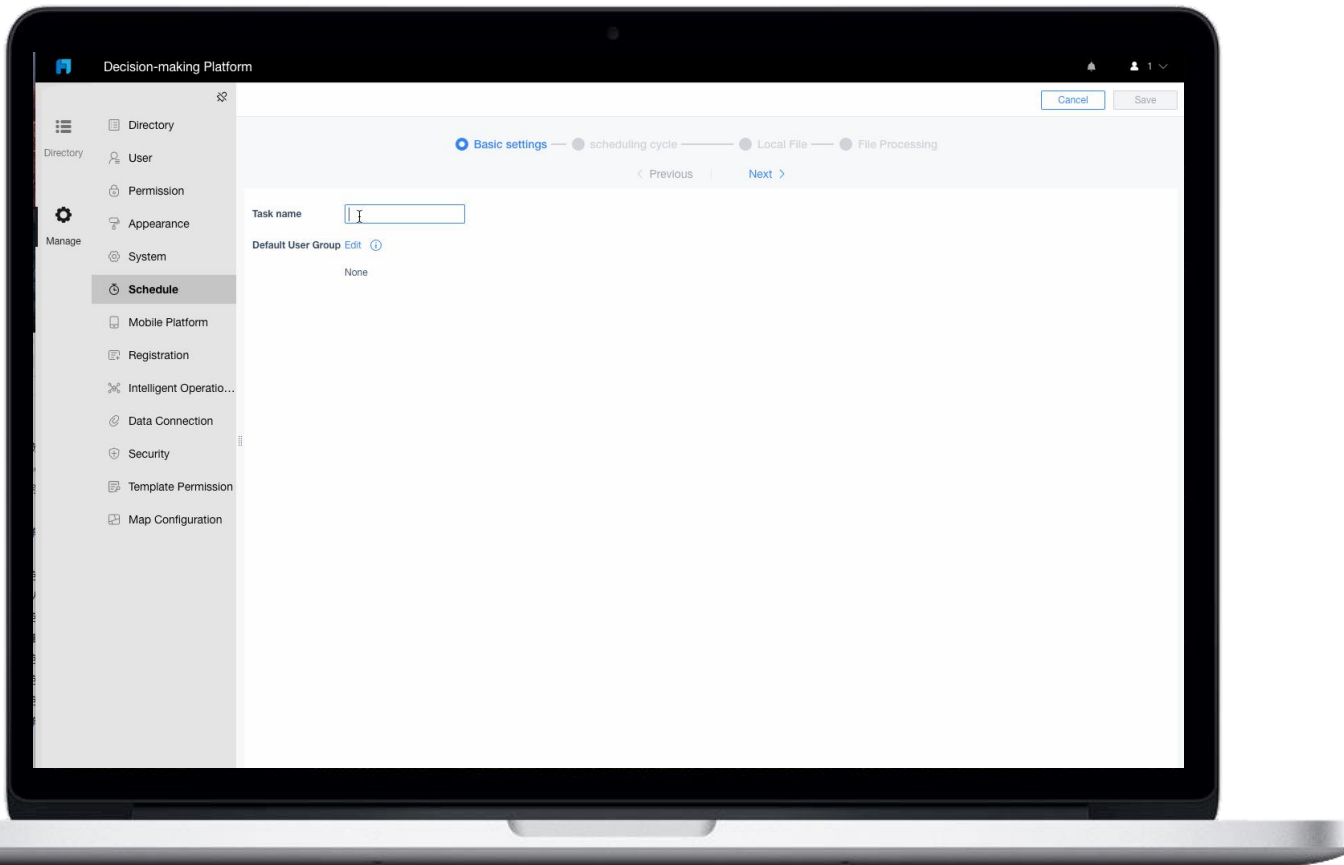 Decision-making Platform
1
Cancel
Save
Directory
Manage
Directory
User
Permission
Appearance
System
Schedule
Mobile Platform
Registration
Intelligent Operatio...
Data Connection
Security
Template Permission
Map Configuration
Basic settings
scheduling cycle
Local File
File Processing
< Previous
Next >
Task name
Default User Group Edit
None